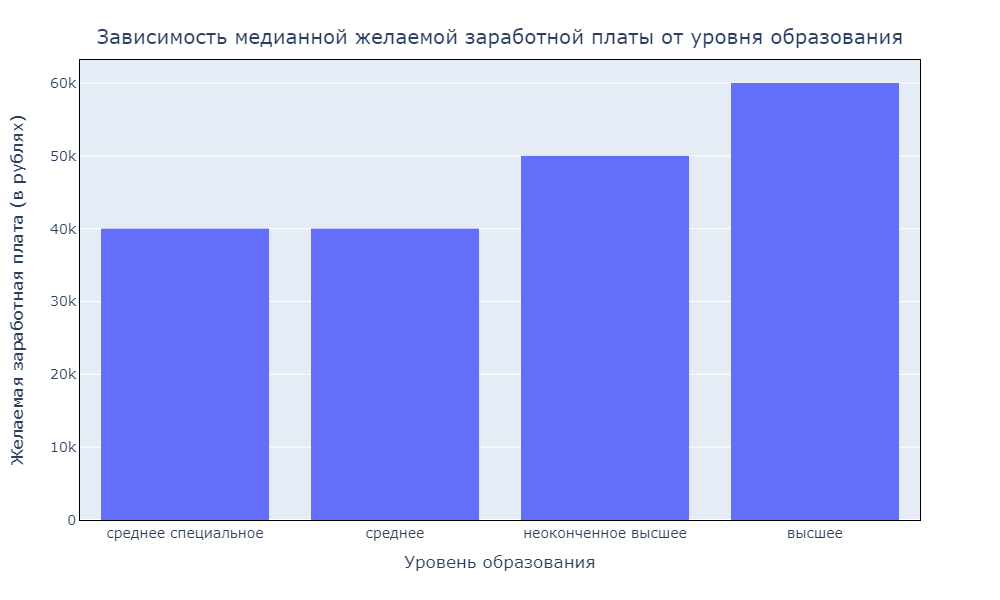 Зависимость медианной желаемой заработной платы от уровня образования
Желаемая заработная плата (в рублях)
60k
50k
40k
30k
20k
10k
0
среднее специальное
среднее
неоконченное высшее
высшее
Уровень образования